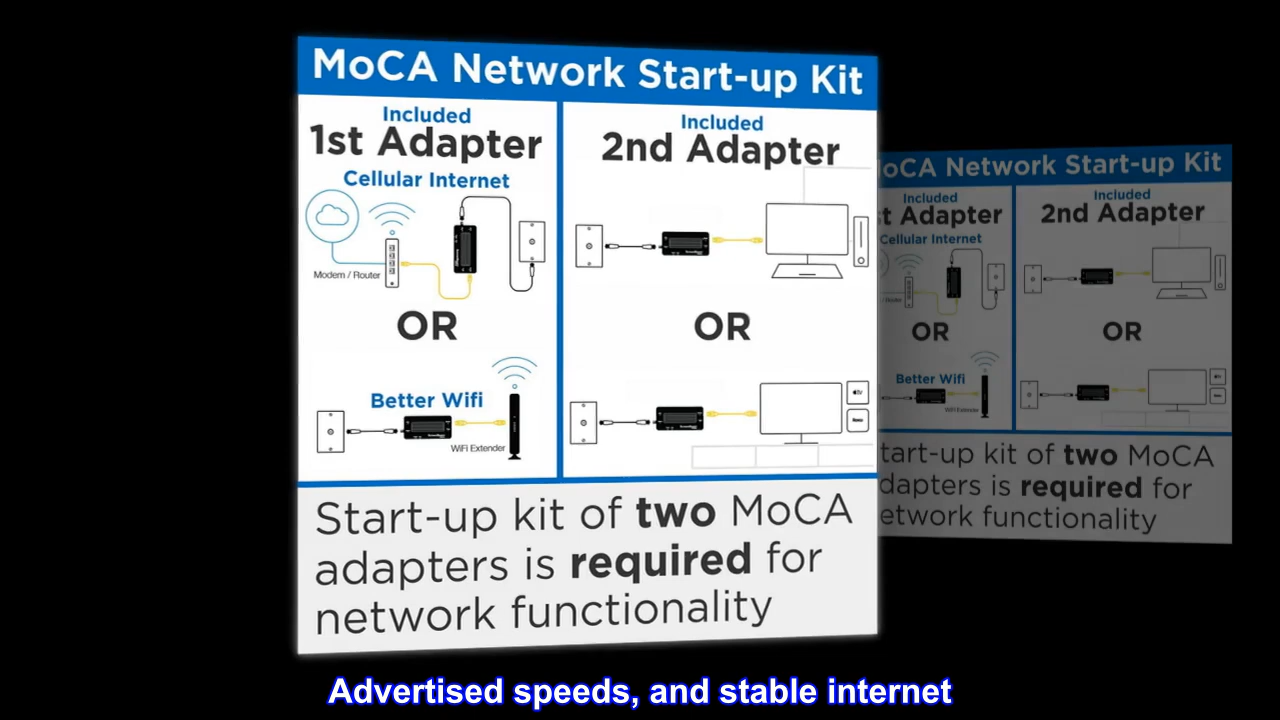 MoCA Network Start-up Kit
Included
1st Adapter
Cellular Internet
Modem / Router
OR
Better Wifi
WiFi Extender
Included
2nd Adapter
OR
Start-up kit of two MoCA
adapters is required for
network functionality
oCA Network Start-up Kit
Included
t Adapter
Cellular Internet
OR
Better Wifi
WiFi Extender
Included
2nd Adapter
OR
tart-up kit of two MoCA
dapters is required for
etwork functionality
Advertised speeds, and stable internet